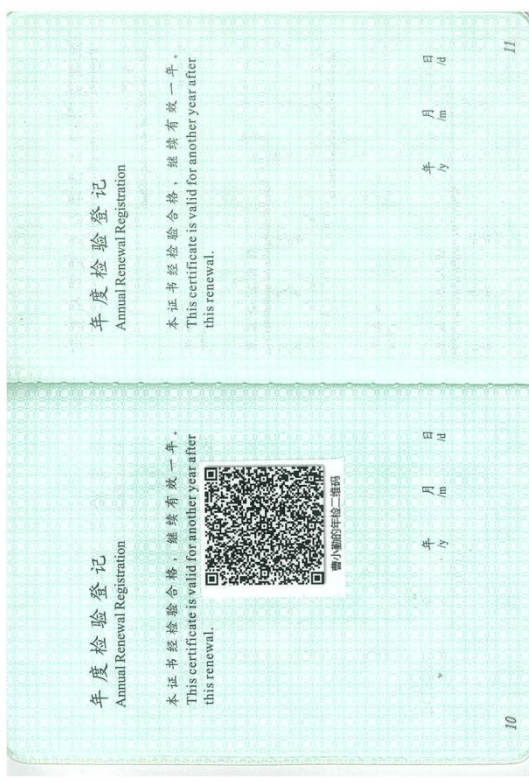 年度检验登记
Annual Renewal Registration
本证书经检验合格，继续有效一年。
This certificate is valid for another year after
this renewal.
曹小勤的年检二维码
年 月 日
/y /m /d
10
年度检验登记
Annual Renewal Registration
本证书经检验合格，继续有效一年。
This certificate is valid for another year after
this renewal.
年 月 日
/y /m /d
11